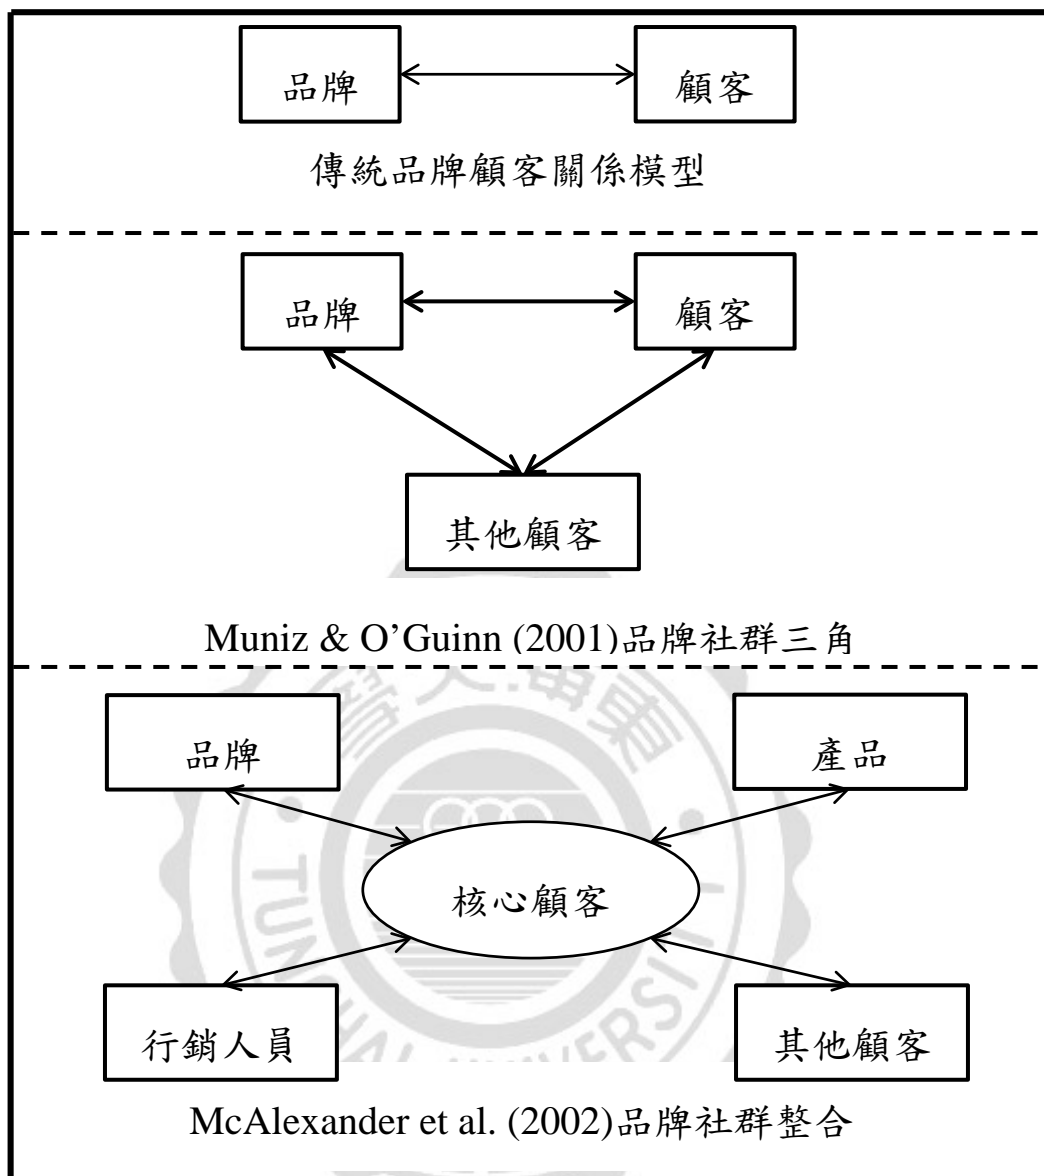 品牌 顧客
傳統品牌顧客關係模型
品牌 顧客
其他顧客
Muniz & O’Guinn (2001)品牌社群三角
品牌 產品
核心顧客
行銷人員 其他顧客
McAlexander et al. (2002)品牌社群整合